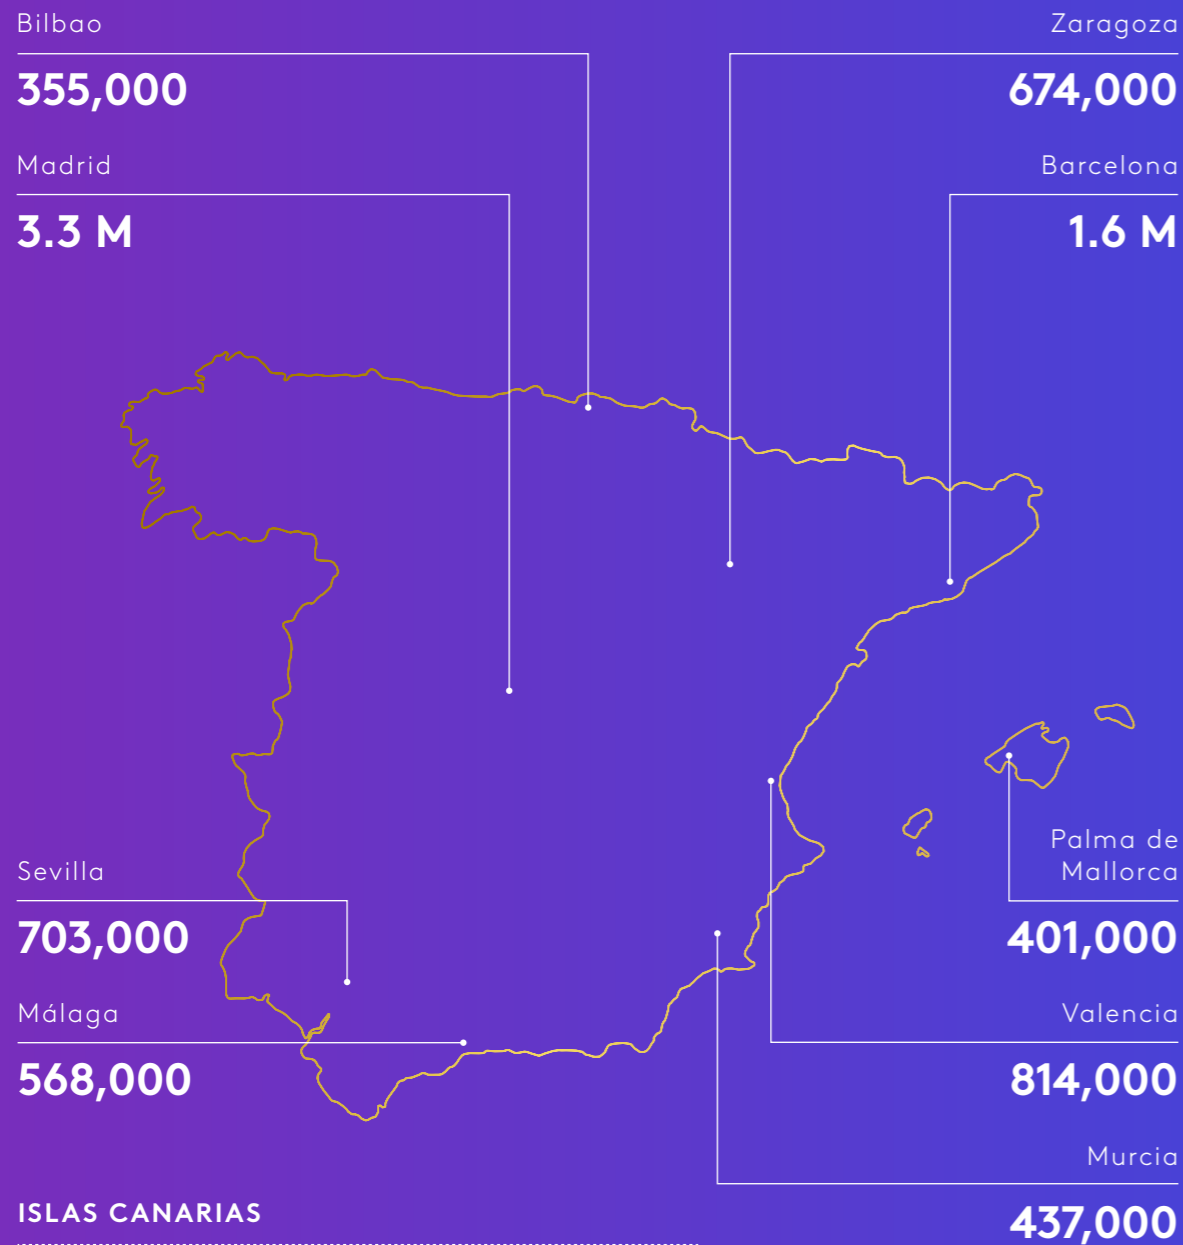 Bilbao
355,000
Zaragoza
674,000
Madrid
3.3 M
Barcelona
1.6 M
Sevilla
703,000
Palma de
Mallorca
401,000
Málaga
568,000
Valencia
814,000
Murcia
437,000
ISLAS CANARIAS